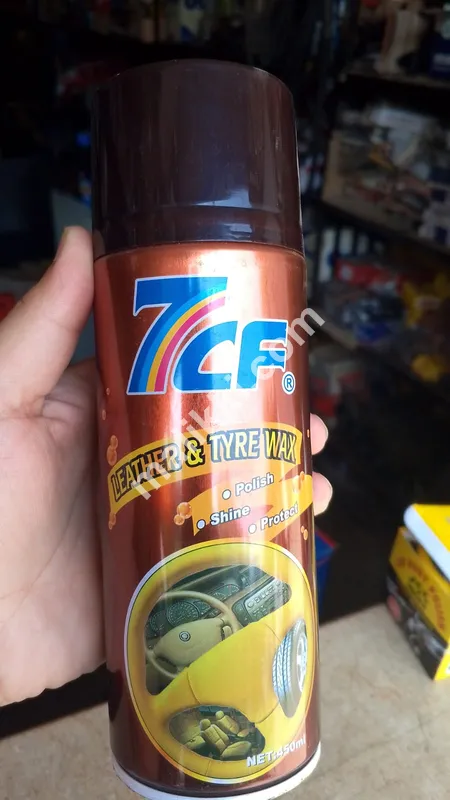 7CF®
LEATHER & TYRE WAX
Polish
Shine
Protect
NET:450ml